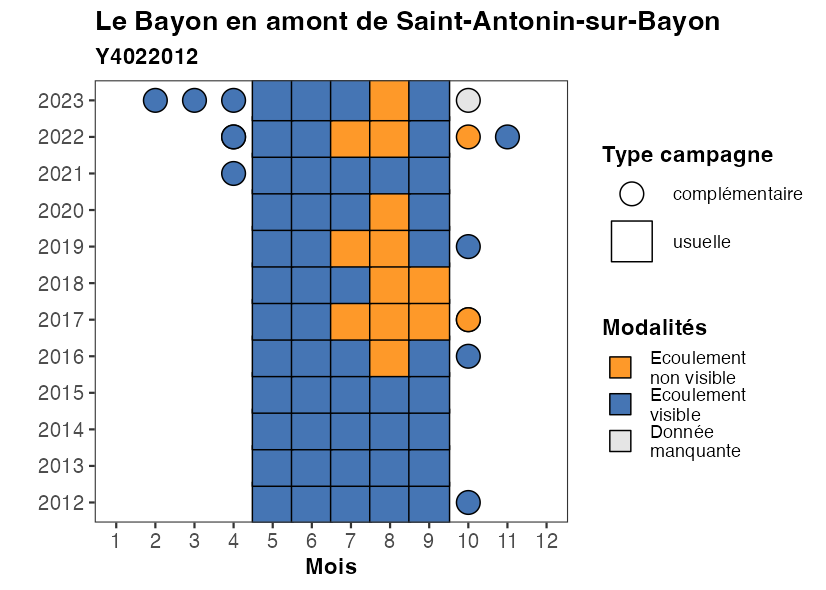 Le Bayon en amont de Saint-Antonin-sur-Bayon
Y4022012
2023
2022
2021
2020
2019
2018
2017
2016
2015
2014
2013
2012
1 2 3 4 5 6 7 8 9 10 11 12
Mois
Type campagne
complémentaire
usuelle
Modalités
Ecoulement
non visible
Ecoulement
visible
Donnée
manquante